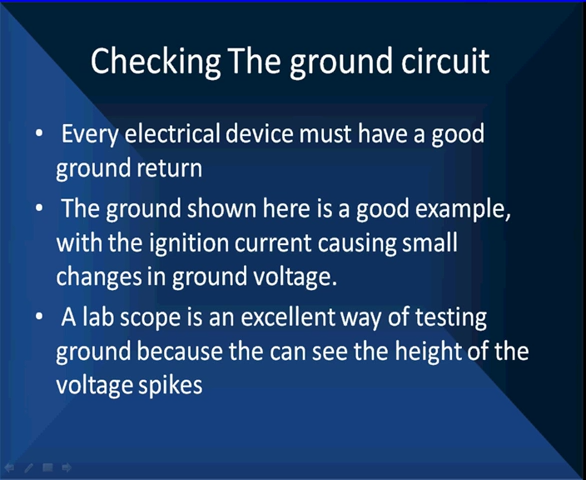 Checking The ground circuit
• Every electrical device must have a good
ground return
• The ground shown here is a good example,
with the ignition current causing small
changes in ground voltage.
• A lab scope is an excellent way of testing
ground because the can see the height of the
voltage spikes